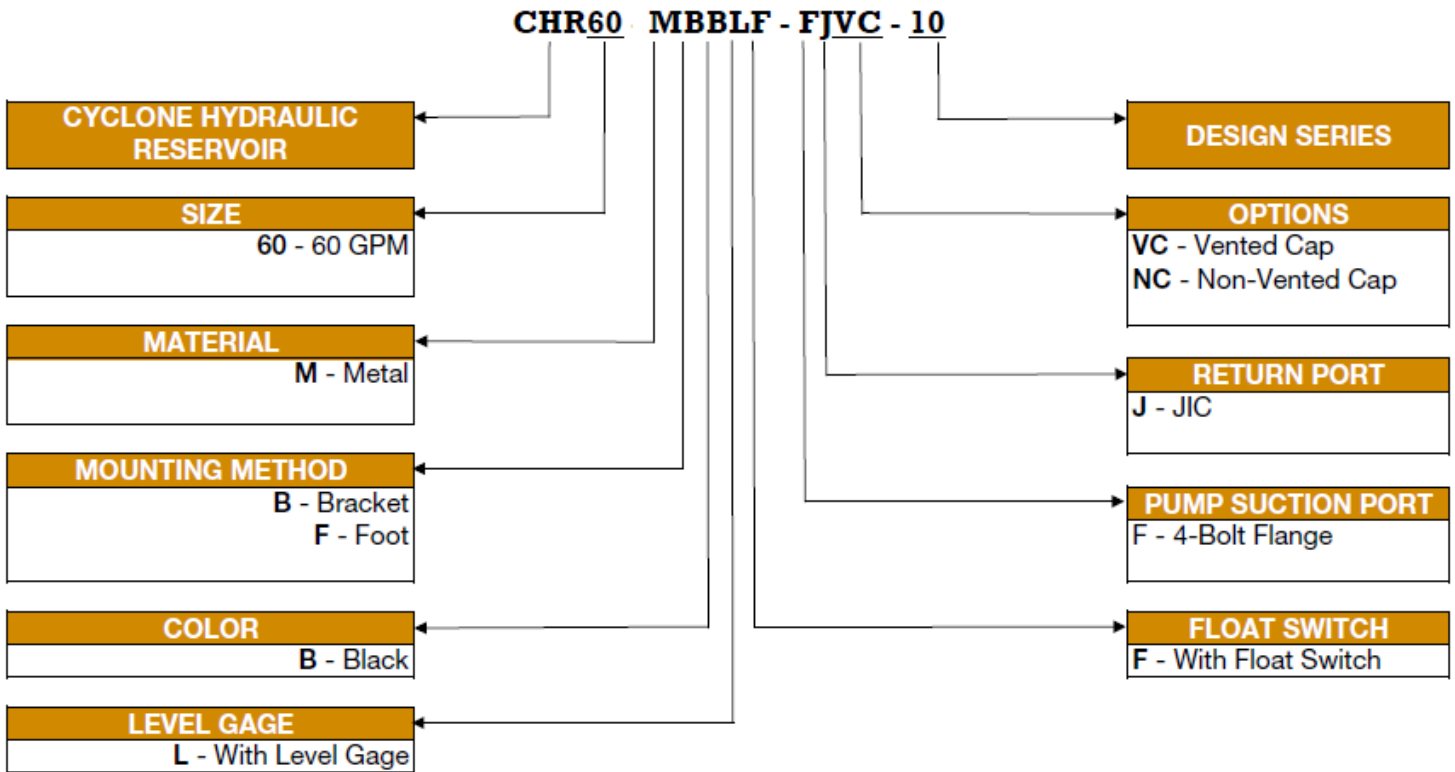 CHR60 MBBLF - FJVC - 10
CYCLONE HYDRAULIC
RESERVOIR
SIZE
60 - 60 GPM
MATERIAL
M - Metal
MOUNTING METHOD
B - Bracket
F - Foot
COLOR
B - Black
LEVEL GAGE
L - With Level Gage
DESIGN SERIES
OPTIONS
VC - Vented Cap
NC - Non-Vented Cap
RETURN PORT
J - JIC
PUMP SUCTION PORT
F - 4-Bolt Flange
FLOAT SWITCH
F - With Float Switch